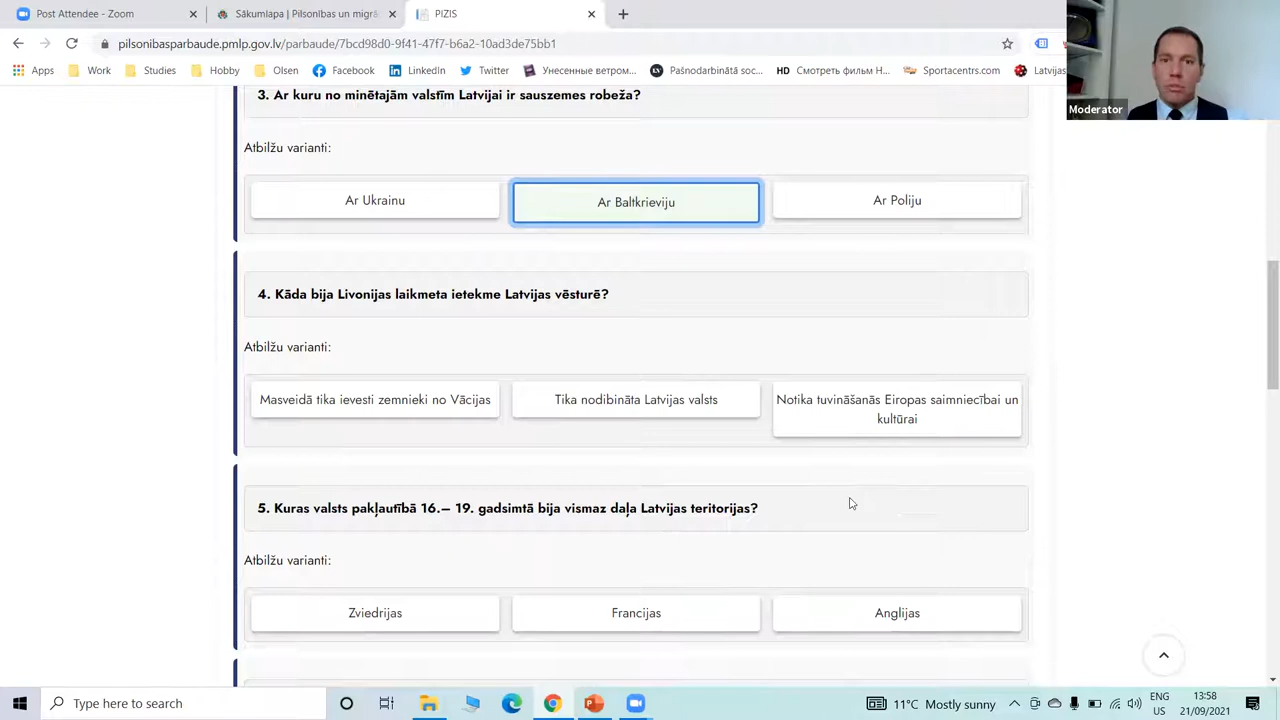 Post Attendee - Zoom
Sākumlapa | Pilsonības un mig
PIZIS
pilsonibasparbaude.pmlp.gov.lv/parbaude/7
-9f41-47f7-b6a2-10ad3de75bb1
Apps
Work
Studies
Hobby
Olsen
Facebook
LinkedIn
Twitter
Унесенные ветром...
Pašnodarbinātā soc...
HD Смотреть фильм H...
Sportacentrs.com
Latvijas
Moderator
3. Ar kuru no minētajām valstīm Latvijai ir sauszemes robeža?
Atbilžu varianti:
Ar Ukrainu
Ar Baltkrieviju
Ar Poliju
4. Kāda bija Livonijas laikmeta ietekme Latvijas vēsturē?
Atbilžu varianti:
Masveidā tika ievesti zemnieki no Vācijas
Tika nodibināta Latvijas valsts
Notika tuvināšanās Eiropas saimniecībai un
kultūrai
5. Kuras valsts pakļautībā 16.– 19. gadsimtā bija vismaz daļa Latvijas teritorijas?
Atbilžu varianti:
Zviedrijas
Francijas
Anglijas
Type here to search
11°C Mostly sunny
ENG
US
13:58
21/09/2021